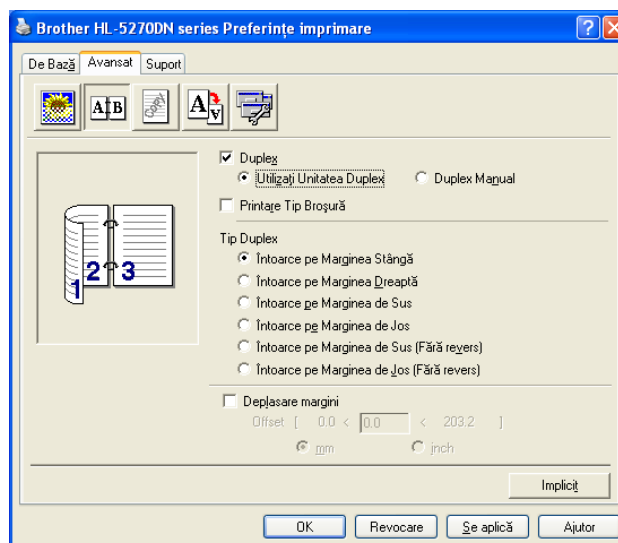 Brother HL-5270DN series Preferințe imprimare
De Bază Avansat Suport
A B
A A
Duplex
Utilizați Unitatea Duplex Duplex Manual
Printare Tip Broșură
1 2 3
Tip Duplex
Întoarce pe Marginea Stângă
Întoarce pe Marginea Dreaptă
Întoarce pe Marginea de Sus
Întoarce pe Marginea de Jos
Întoarce pe Marginea de Sus (Fără revers)
Întoarce pe Marginea de Jos (Fără revers)
Deplasare margini
Offset [ 0.0 < 0.0 < 203.2 ]
mm inch
Implicit
OK Revocare Se aplică Ajutor